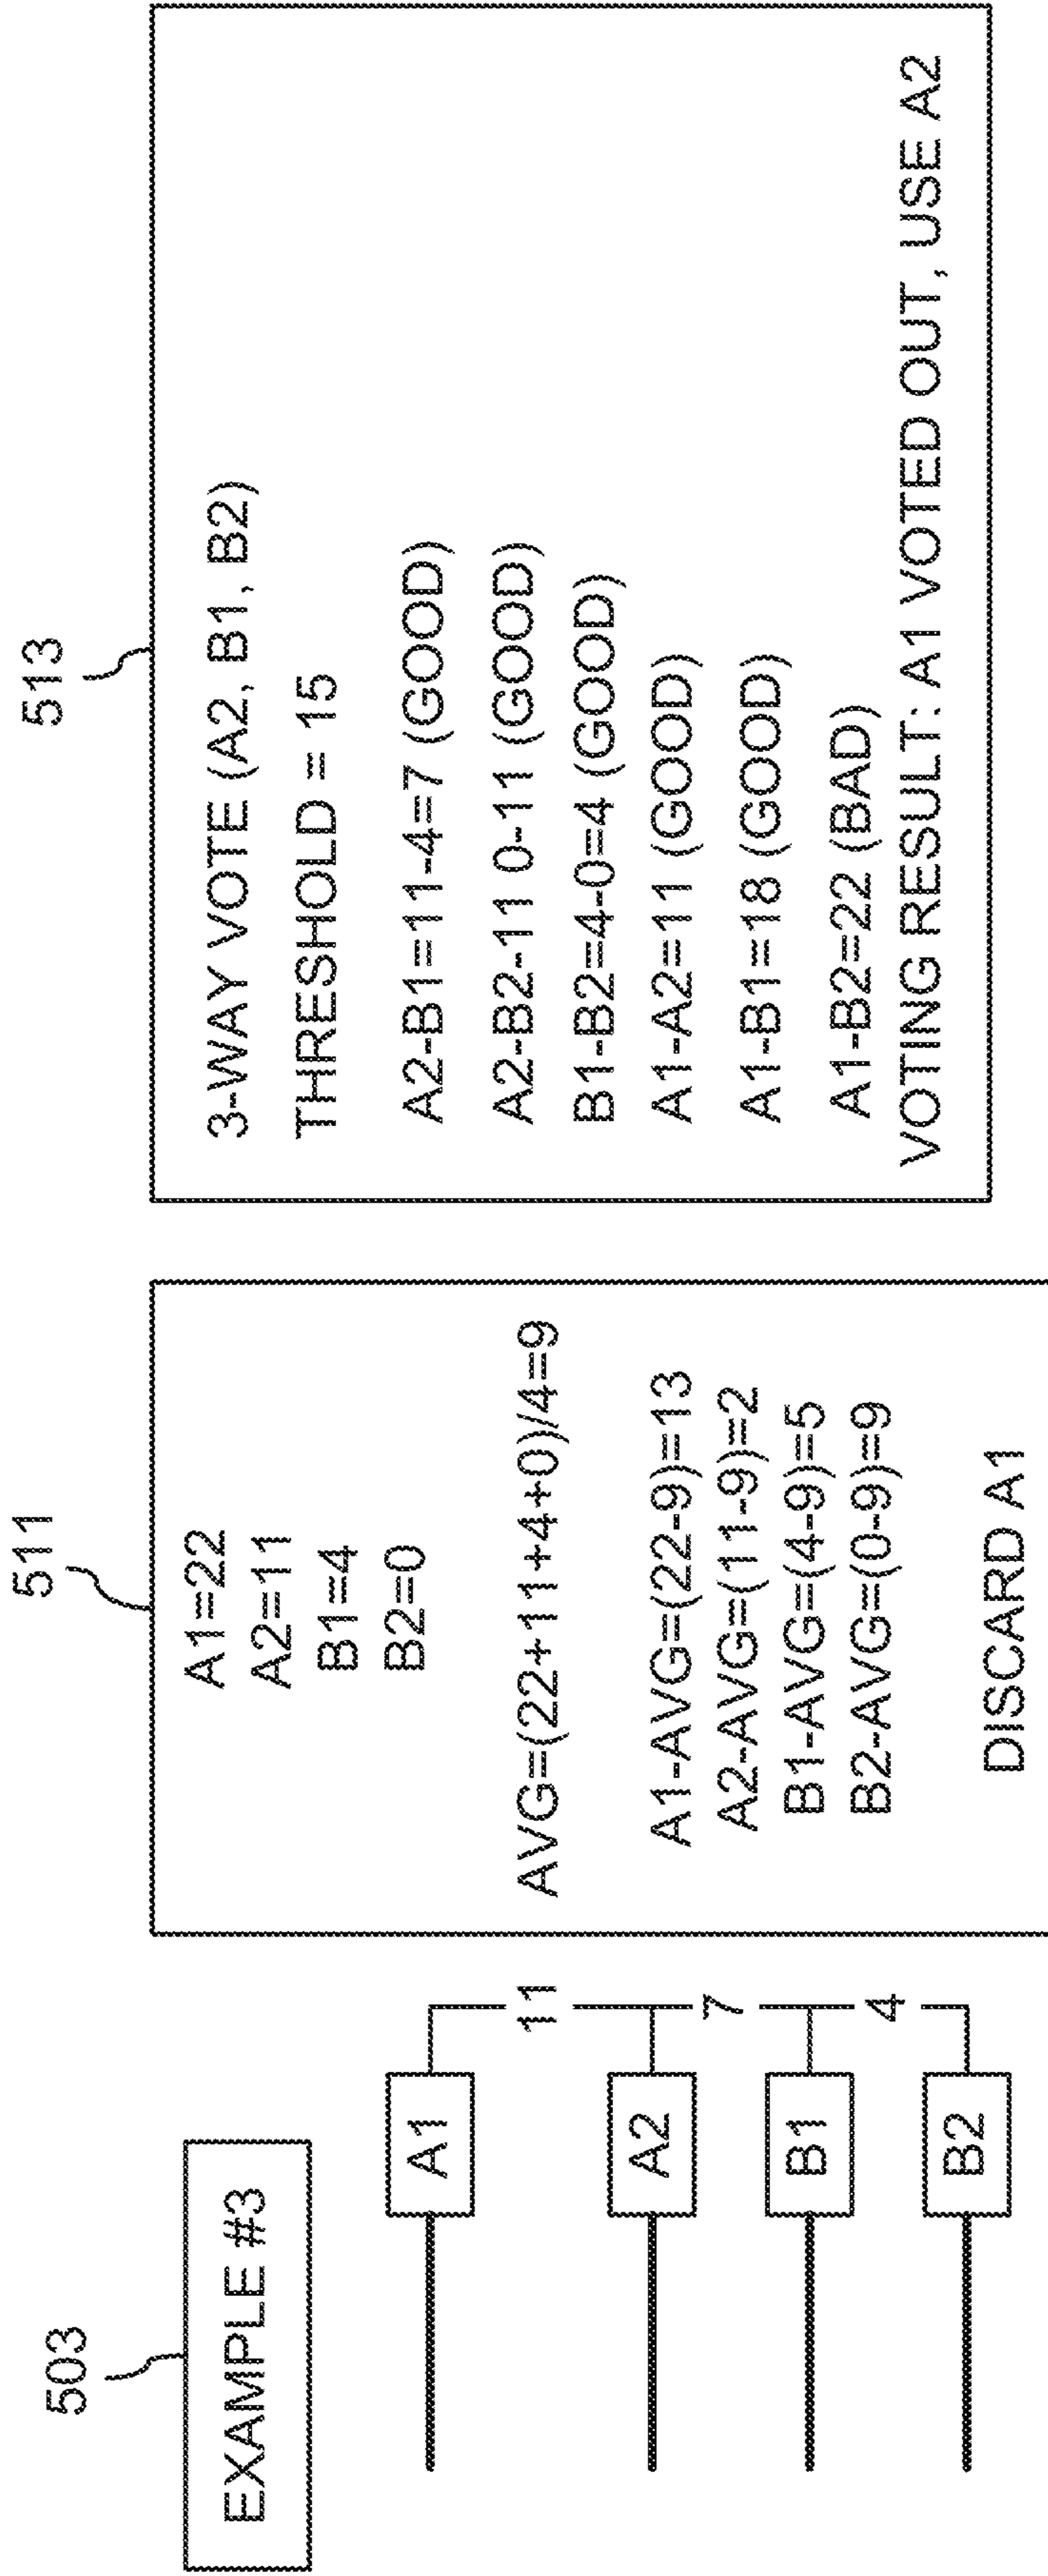 503
EXAMPLE #3
A1
A2
B1
B2
11
7
4
511
A1=22
A2=11
B1=4
B2=0
AVG=(22+11+4+0)/4=9
A1-AVG=(22-9)=13
A2-AVG=(11-9)=2
B1-AVG=(4-9)=5
B2-AVG=(0-9)=9
DISCARD A1
513
3-WAY VOTE (A2, B1, B2)
THRESHOLD = 15
A2-B1=11-4=7 (GOOD)
A2-B2-11 0-11 (GOOD)
B1-B2=4-0=4 (GOOD)
A1-A2=11 (GOOD)
A1-B1=18 (GOOD)
A1-B2=22 (BAD)
VOTING RESULT: A1 VOTED OUT, USE A2